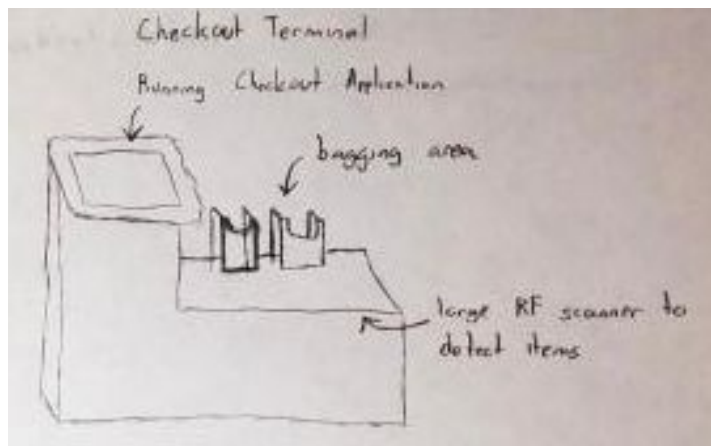 Checkout Terminal
Running Checkout Application
bagging area
large RF scanner to
detect items